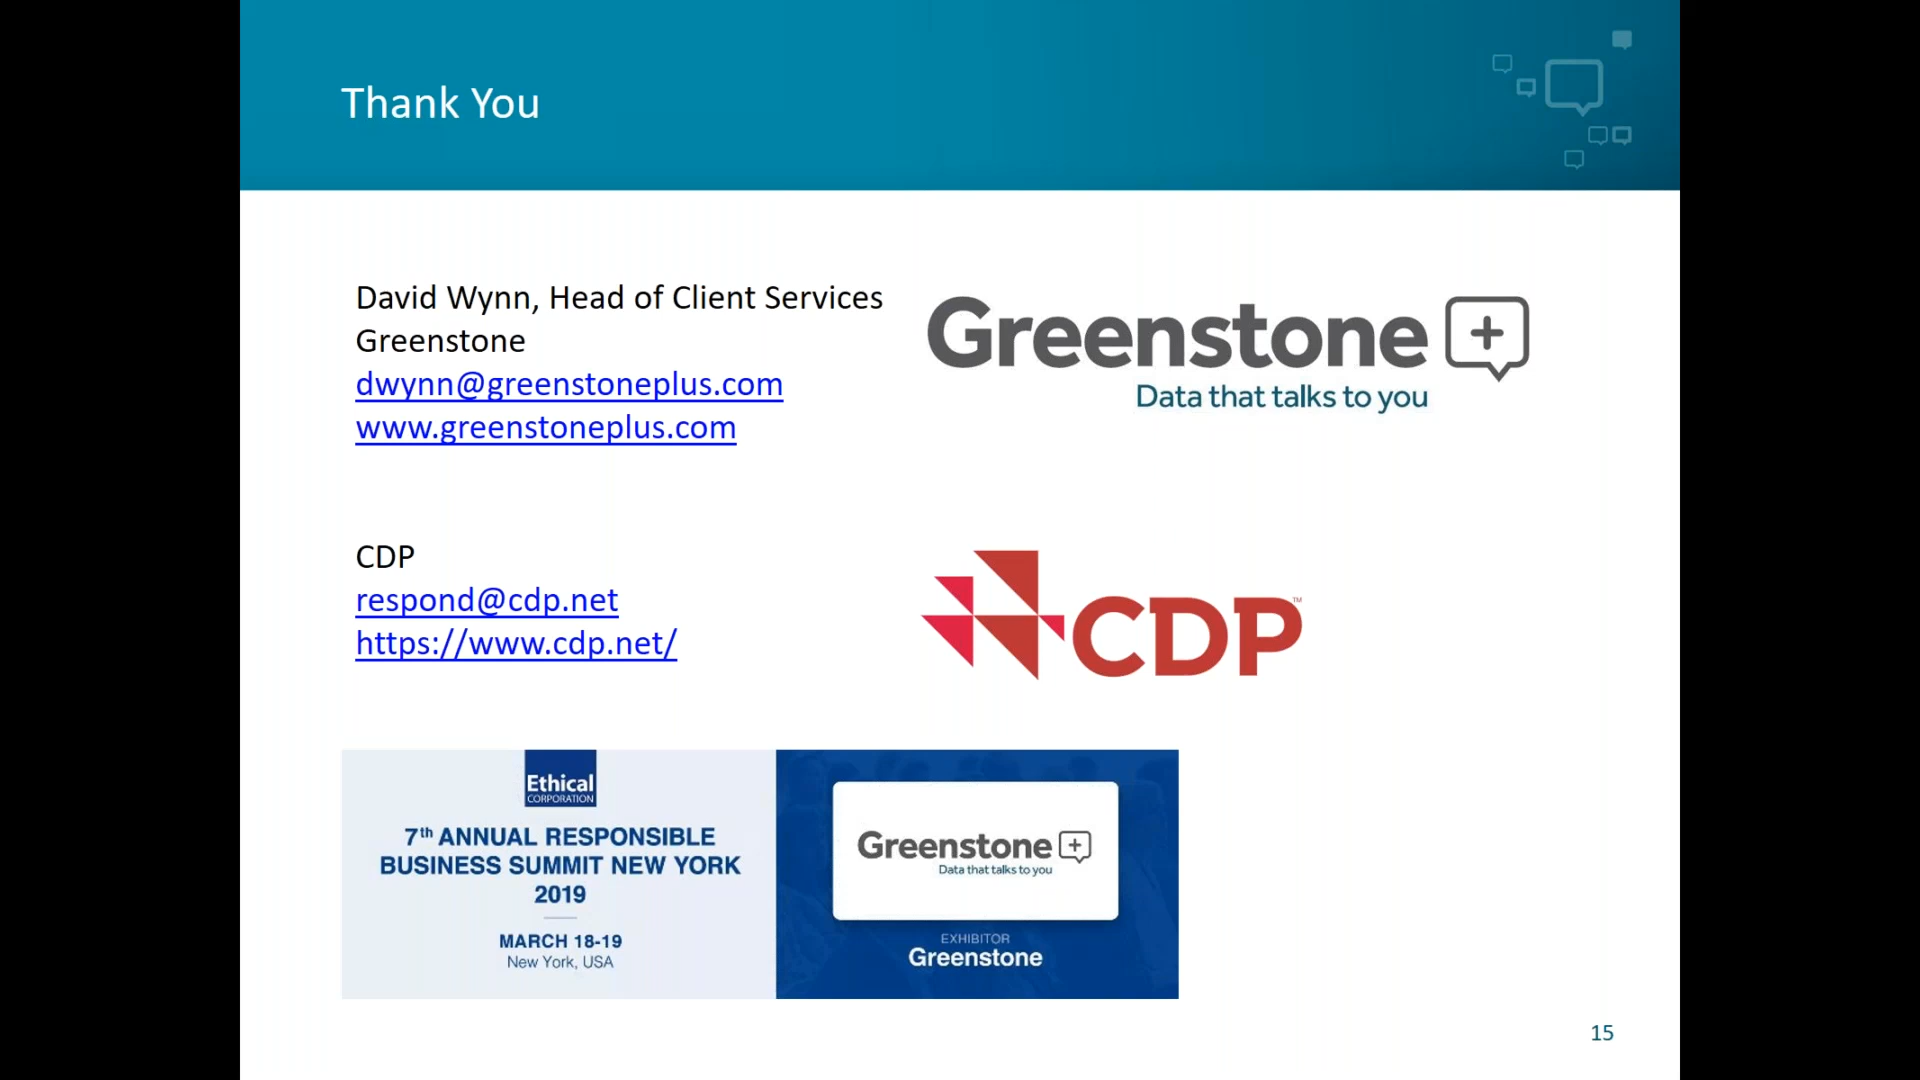 Thank You
David Wynn, Head of Client Services
Greenstone
dwynn@greenstoneplus.com
www.greenstoneplus.com
Greenstone +
Data that talks to you
CDP
respond@cdp.net
https://www.cdp.net/
CDP™
Ethical
CORPORATION
7th ANNUAL RESPONSIBLE
BUSINESS SUMMIT NEW YORK
2019
MARCH 18-19
New York, USA
Greenstone +
Data that talks to you
EXHIBITOR
Greenstone
15